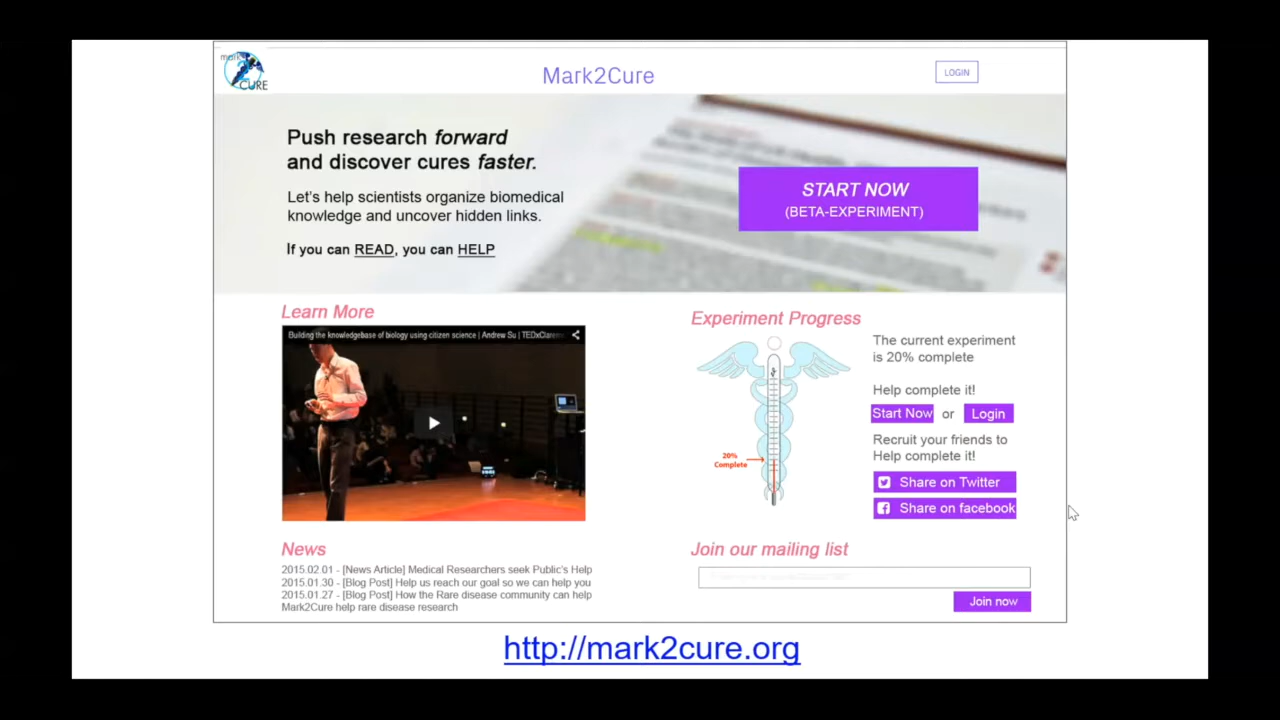 mark
2
CURE
Mark2Cure
LOGIN
Push research forward
and discover cures faster.
Let's help scientists organize biomedical
knowledge and uncover hidden links.
If you can READ, you can HELP
START NOW
(BETA-EXPERIMENT)
Learn More
Building the knowledgebase of biology using citizen science | Andrew Su | TEDxClarem
Experiment Progress
20%
Complete
The current experiment
is 20% complete
Help complete it!
Start Now or Login
Recruit your friends to
Help complete it!
Share on Twitter
Share on facebook
News
2015.02.01 - [News Article] Medical Researchers seek Public's Help
2015.01.30 - [Blog Post] Help us reach our goal so we can help you
2015.01.27 - [Blog Post] How the Rare disease community can help
Mark2Cure help rare disease research
Join our mailing list
Join now
http://mark2cure.org